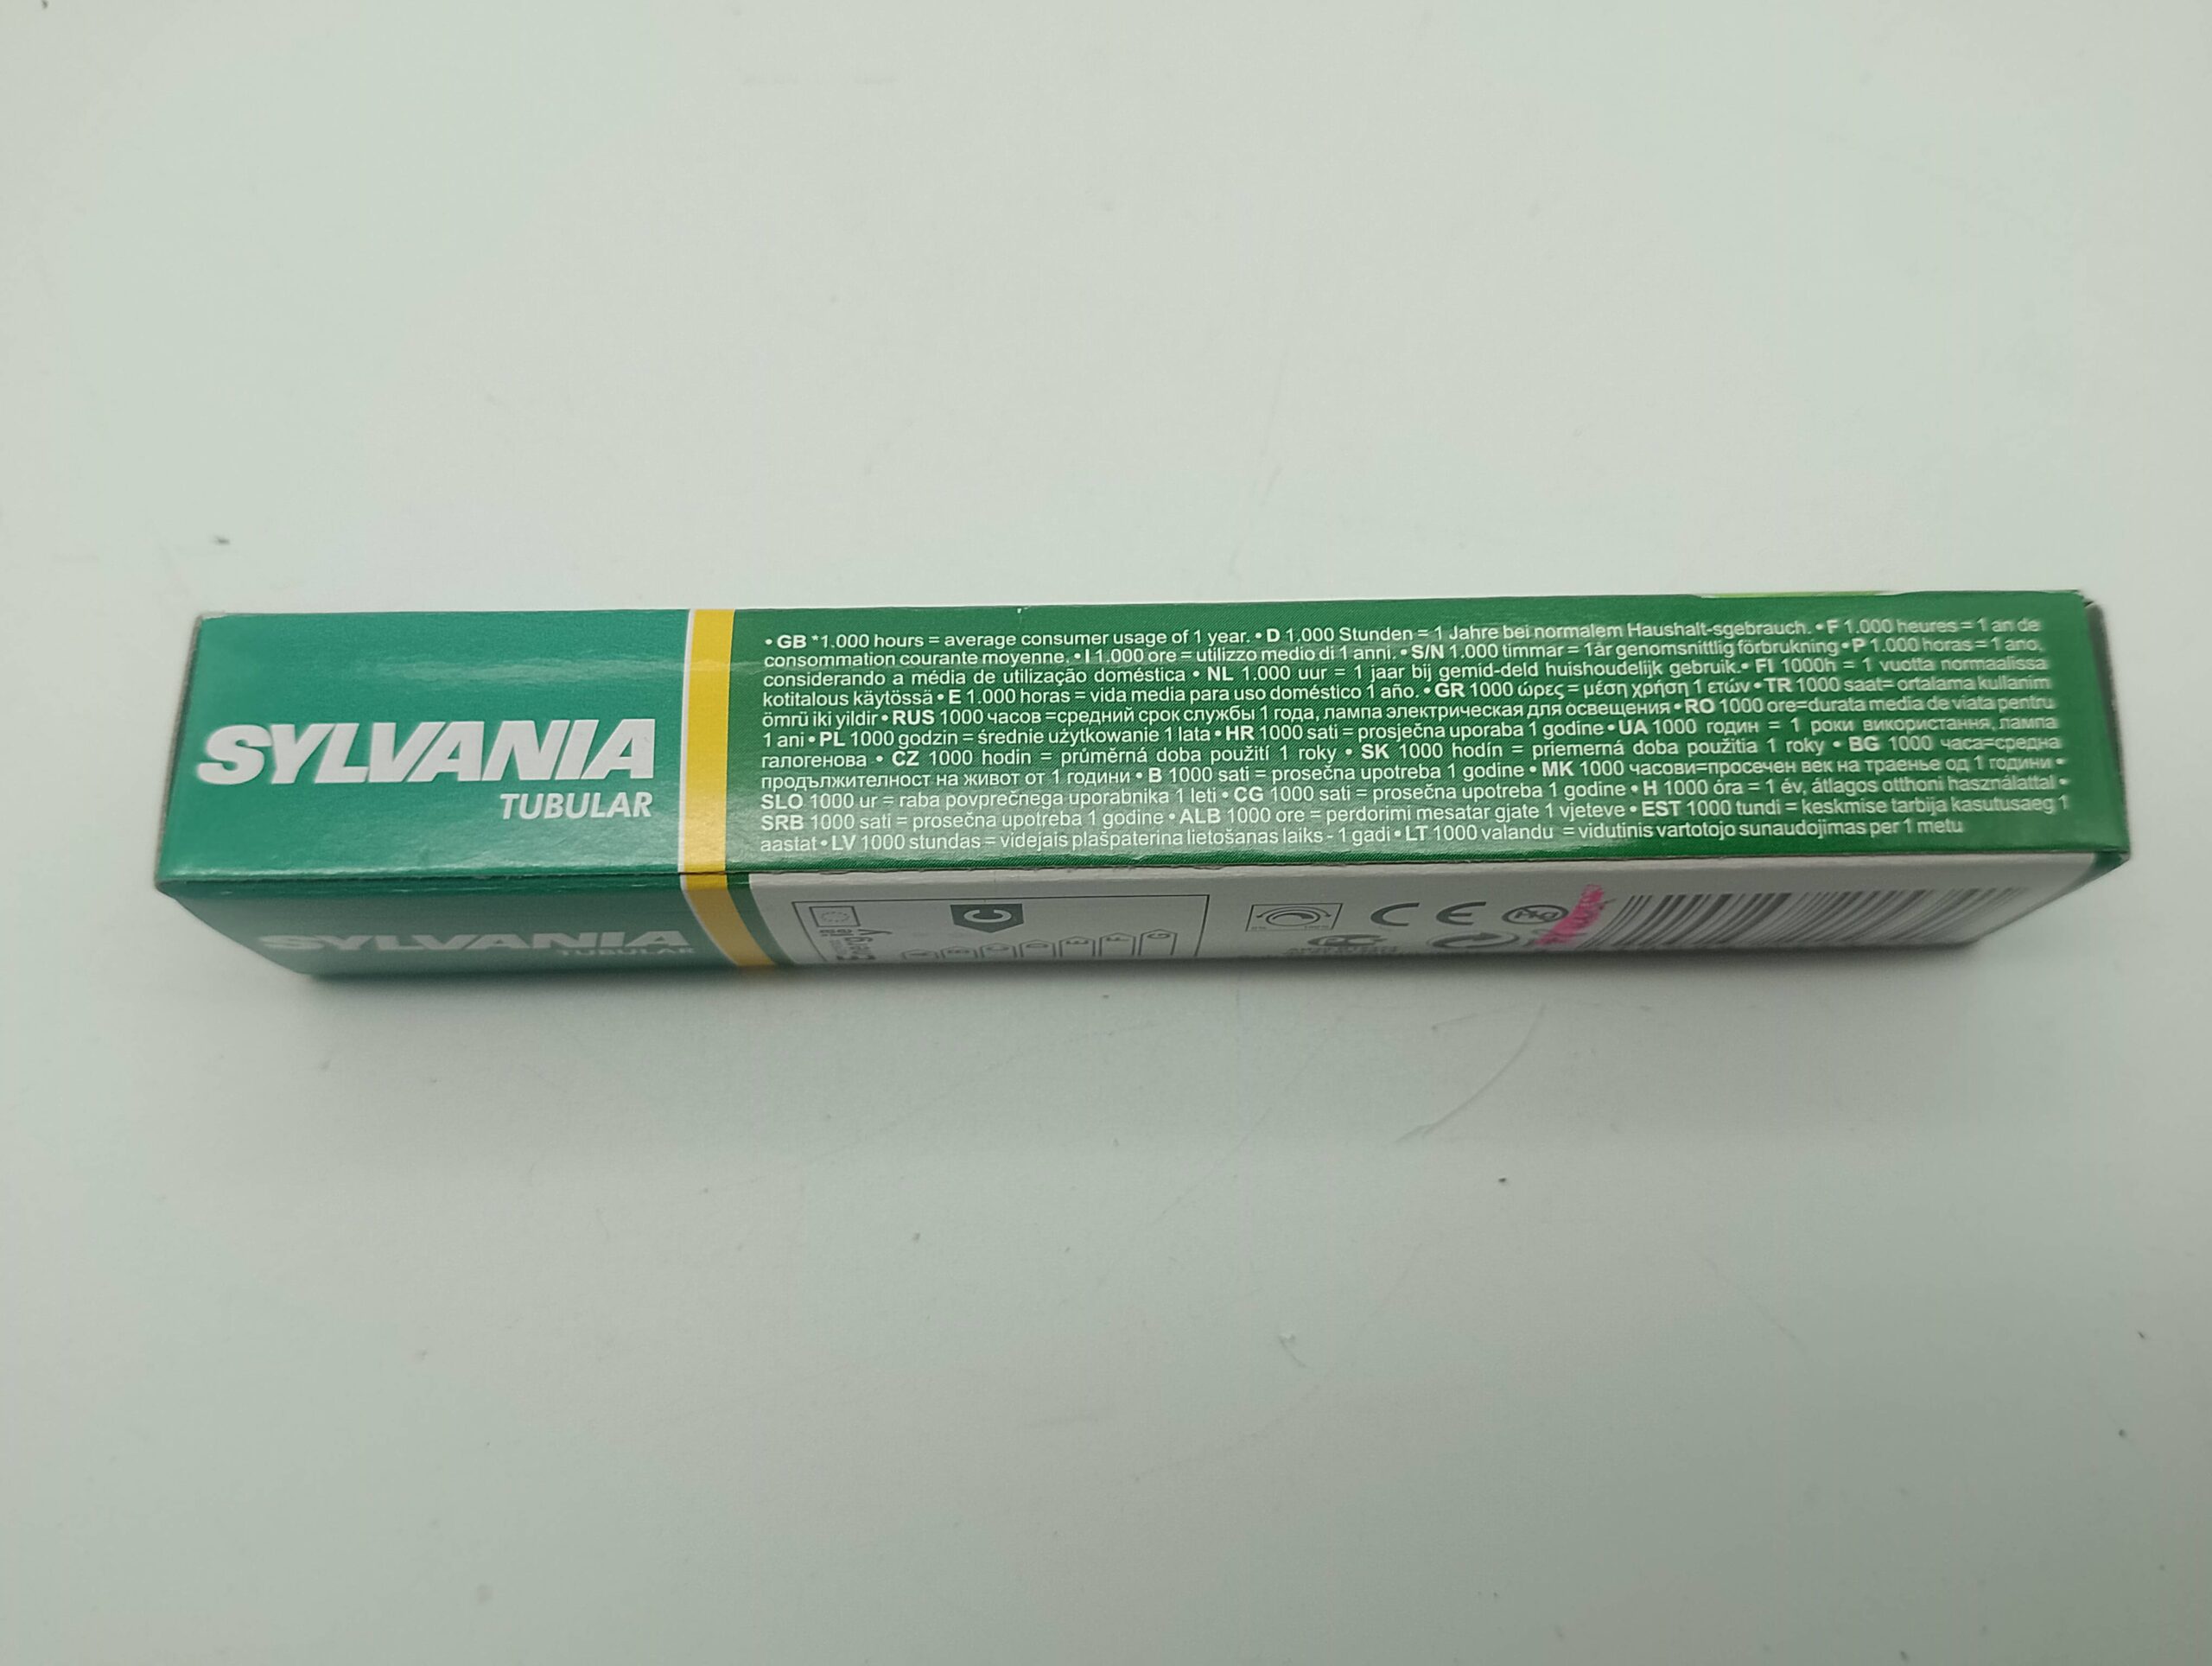 SYLVANIA
TUBULAR
• GB *1.000 hours = average consumer usage of 1 year. • D 1.000 Stunden = 1 Jahre bei normalem Haushalt-sgebrauch. • F 1.000 heures = 1 an de
consommation courante moyenne. • I 1.000 ore = utilizzo medio di 1 anni. • S/N 1.000 timmar = 1år genomsnittlig förbrukning • P 1.000 horas = 1 ano,
considerando a média de utilização doméstica • NL 1.000 uur = 1 jaar bij gemid-deld huishoudelijk gebruik. • FI 1000h = 1 vuotta normaalissa
kotitalous käytössä • E 1.000 horas = vida media para uso doméstico 1 año. • GR 1000 ώρες = μέση χρήση 1 ετών • TR 1000 saat= ortalama kullanim
ömrü iki yildir • RUS 1000 часов =средний срок службы 1 года, лампа электрическая для освещения • RO 1000 ore=durata media de viata pentru
1 ani • PL 1000 godzin = średnie użytkowanie 1 lata • HR 1000 sati = prosječna uporaba 1 godine • UA 1000 годин = 1 роки використання, лампа
галогенова • CZ 1000 hodin = průměrná doba použití 1 roky • SK 1000 hodín = priemerná doba použitia 1 roky • BG 1000 часа=средна
продължителност на живот от 1 години • B 1000 sati = prosečna upotreba 1 godine • MK 1000 часови=просечен век на траење од 1 години •
SLO 1000 ur = raba povprečnega uporabnika 1 leti • CG 1000 sati = prosečna upotreba 1 godine • H 1000 óra = 1 év, átlagos otthoni használattal •
SRB 1000 sati = prosečna upotreba 1 godine • ALB 1000 ore = perdorimi mesatar gjate 1 vjeteve • EST 1000 tundi = keskmise tarbija kasutusaeg 1
aastat • LV 1000 stundas = videjais plašpaterina lietošanas laiks - 1 gadi • LT 1000 valandu = vidutinis vartotojo sunaudojimas per 1 metu
SYLVANIA
TUBULAR
C
A B C D E F G
CE
Hg